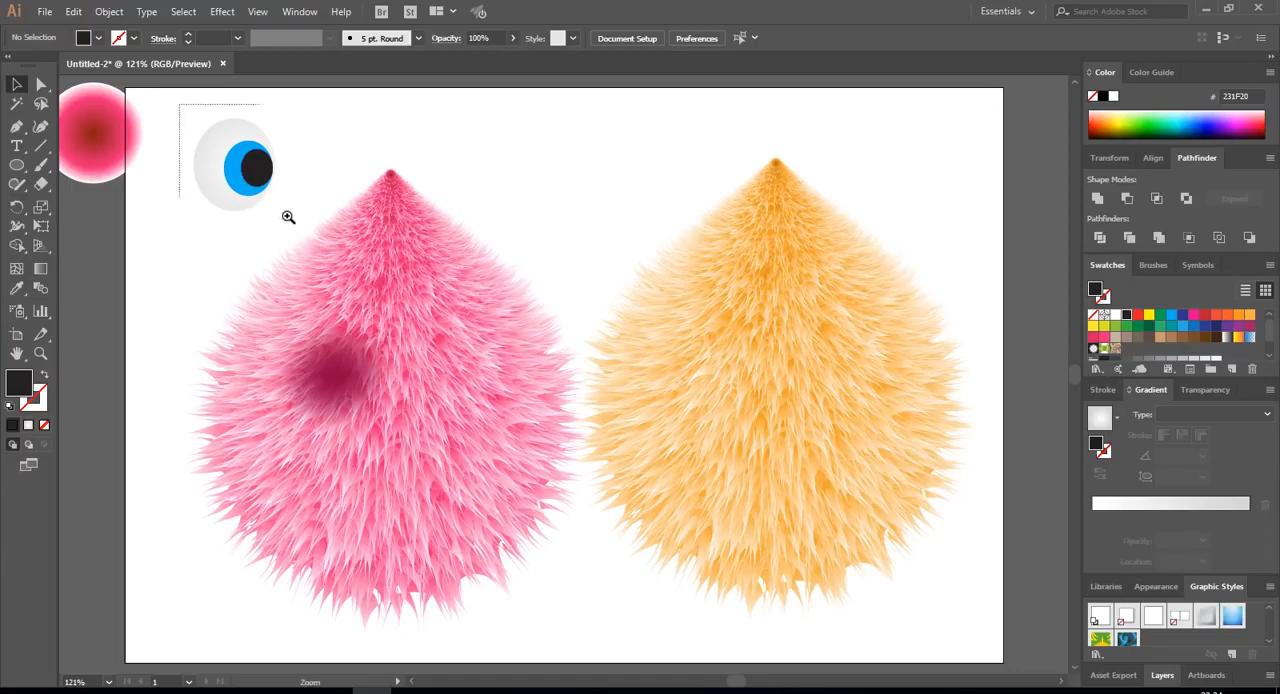 Ai File Edit Object Type Select Effect View Window Help Br St Essentials Search Adobe Stock
No Selection Stroke: 5 pt. Round Opacity: 100% Style: Document Setup Preferences
Untitled-2* @ 121% (RGB/Preview) ×
Color Color Guide
# 231F20
Transform Align Pathfinder
Shape Modes:
Expand
Pathfinders:
Swatches Brushes Symbols
Stroke Gradient Transparency
Type:
Stroke:
Opacity:
Location:
Libraries Appearance Graphic Styles
Asset Export Layers Artboards
121% 1 Zoom